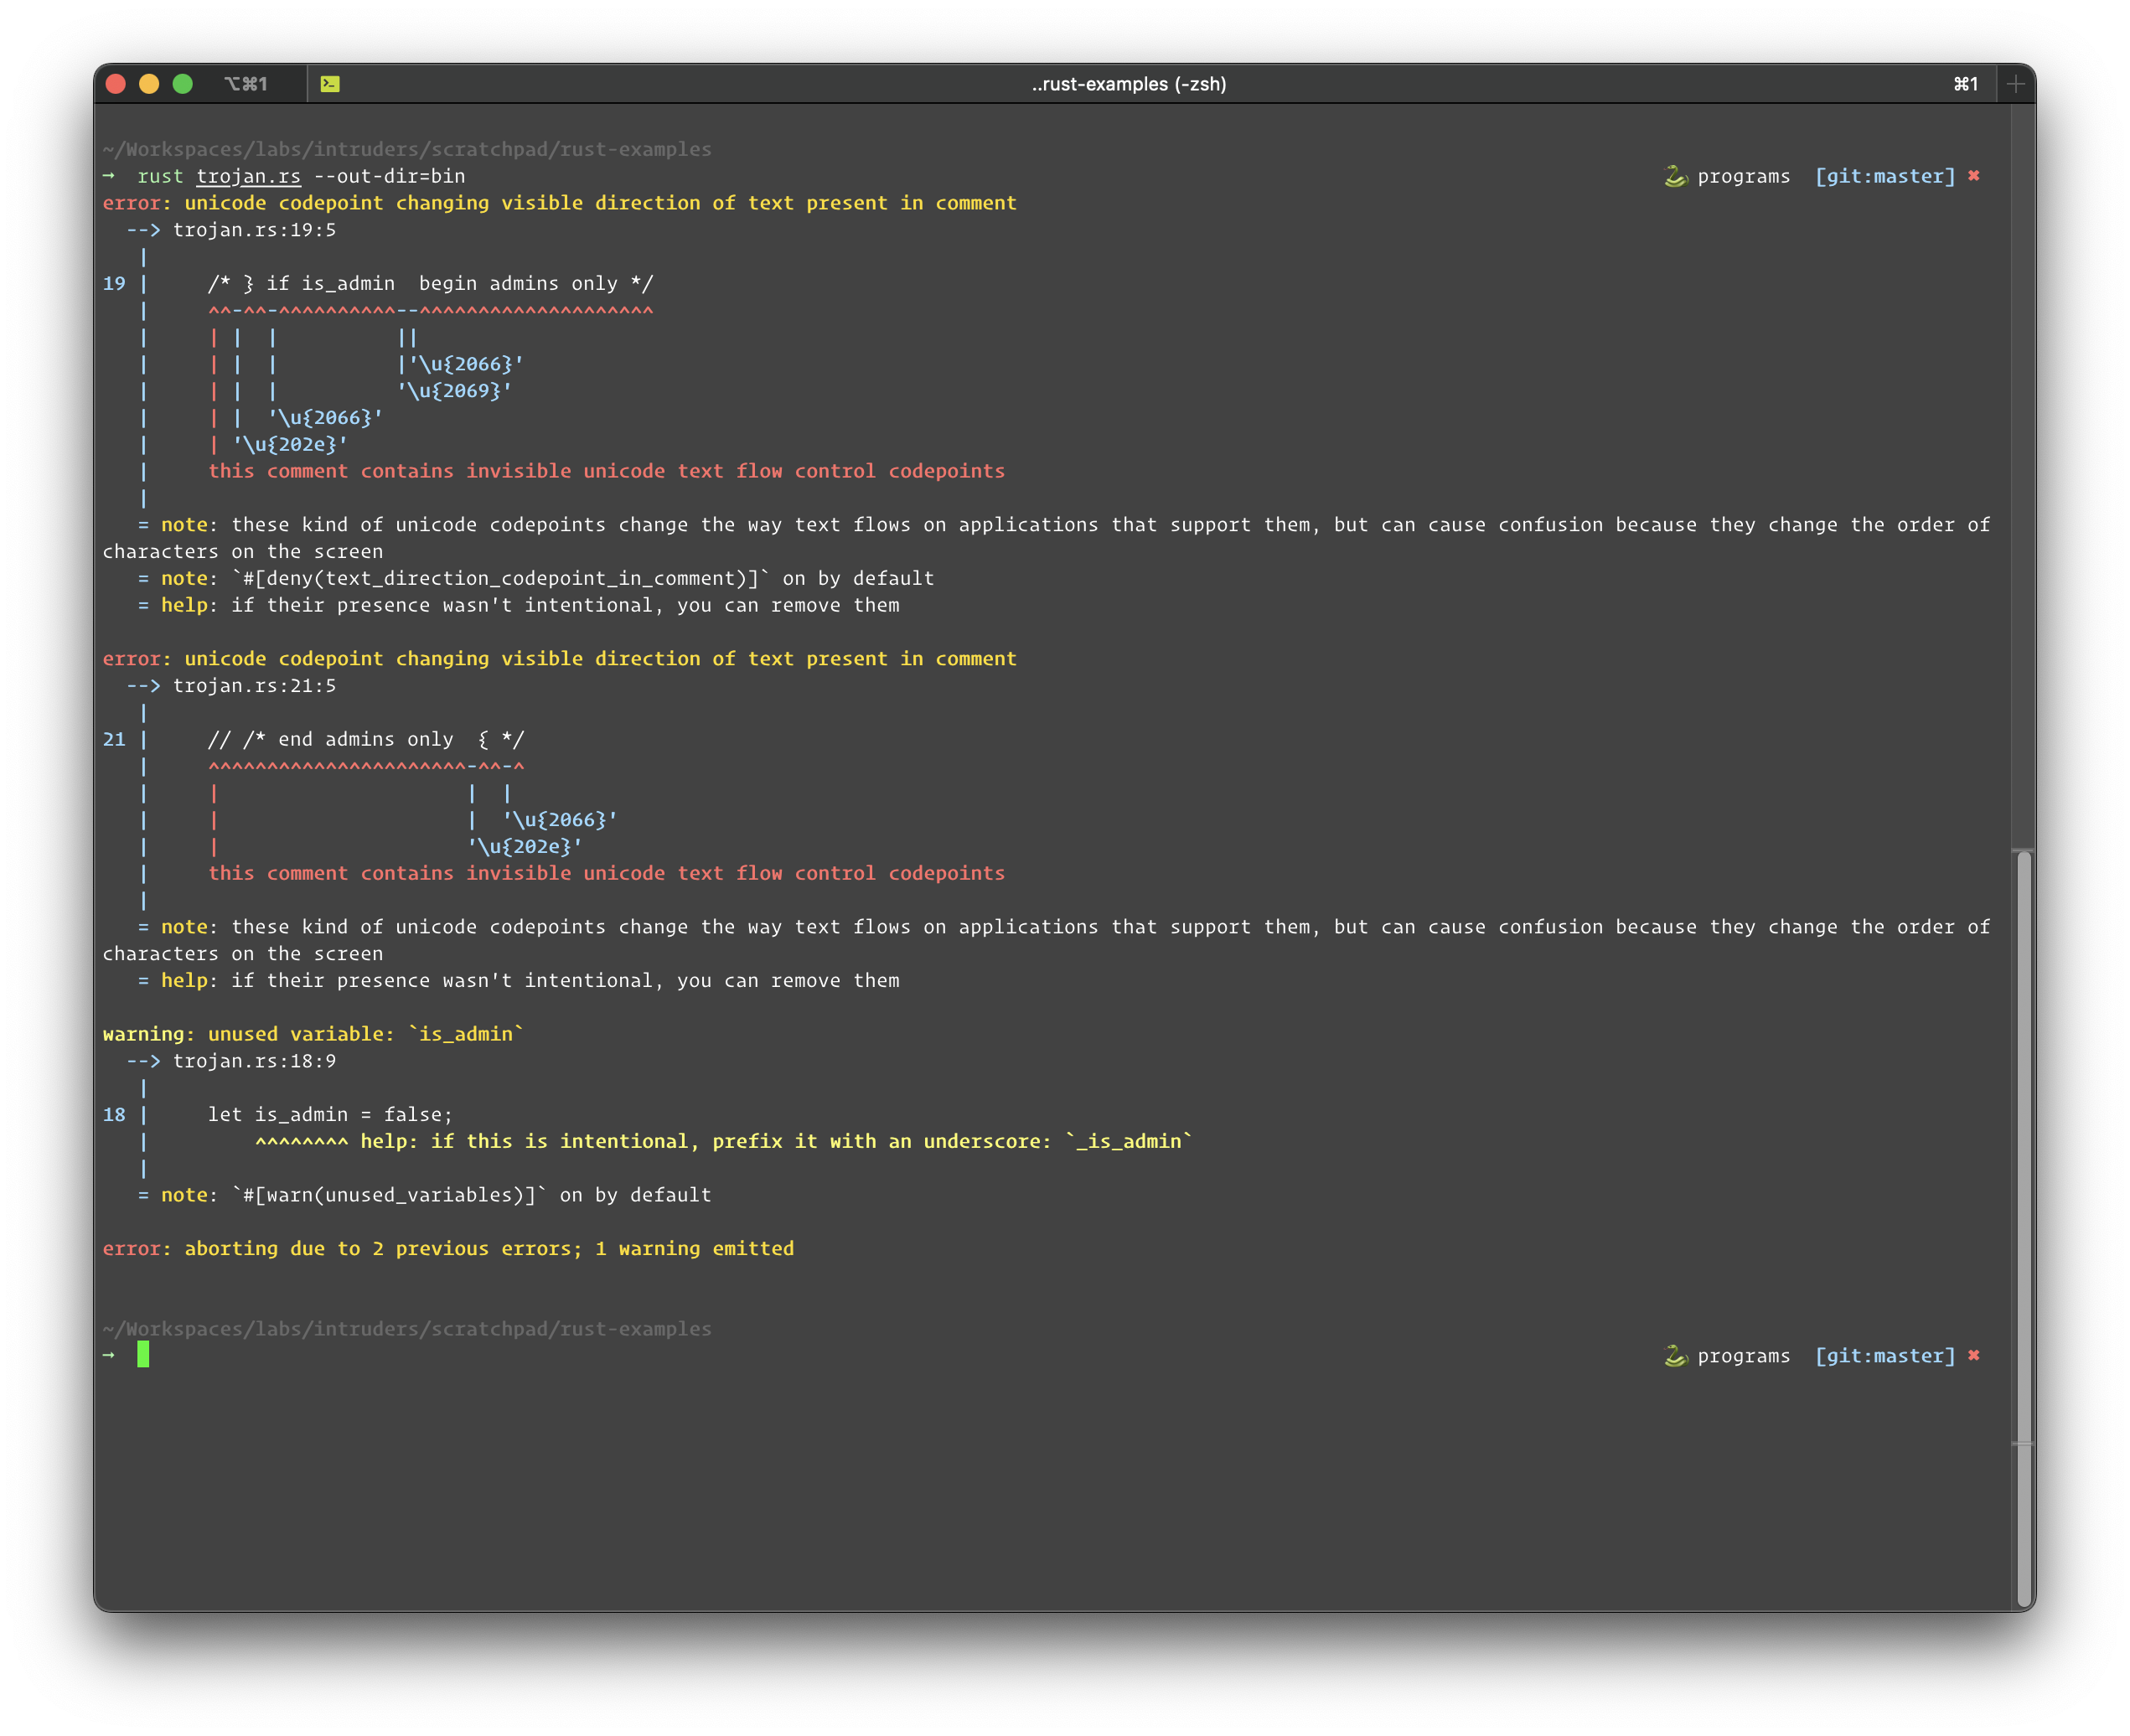 ⌥⌘1 ..rust-examples (-zsh) ⌘1
~/Workspaces/labs/intruders/scratchpad/rust-examples
→ rust trojan.rs --out-dir=bin 🐍 programs [git:master] ✖
error: unicode codepoint changing visible direction of text present in comment
  --> trojan.rs:19:5
   |
19 |     /* } if is_admin  begin admins only */
   |     ^^-^^-^^^^^^^^^^--^^^^^^^^^^^^^^^^^^^^
   |     | |  |          ||
   |     | |  |          |'\u{2066}'
   |     | |  |          '\u{2069}'
   |     | |  '\u{2066}'
   |     | '\u{202e}'
   |     this comment contains invisible unicode text flow control codepoints
   |
   = note: these kind of unicode codepoints change the way text flows on applications that support them, but can cause confusion because they change the order of
characters on the screen
   = note: `#[deny(text_direction_codepoint_in_comment)]` on by default
   = help: if their presence wasn't intentional, you can remove them
error: unicode codepoint changing visible direction of text present in comment
  --> trojan.rs:21:5
   |
21 |     // /* end admins only  { */
   |     ^^^^^^^^^^^^^^^^^^^^^^-^^-^
   |     |                     |  |
   |     |                     |  '\u{2066}'
   |     |                     '\u{202e}'
   |     this comment contains invisible unicode text flow control codepoints
   |
   = note: these kind of unicode codepoints change the way text flows on applications that support them, but can cause confusion because they change the order of
characters on the screen
   = help: if their presence wasn't intentional, you can remove them
warning: unused variable: `is_admin`
  --> trojan.rs:18:9
   |
18 |     let is_admin = false;
   |         ^^^^^^^^ help: if this is intentional, prefix it with an underscore: `_is_admin`
   |
   = note: `#[warn(unused_variables)]` on by default
error: aborting due to 2 previous errors; 1 warning emitted
~/Workspaces/labs/intruders/scratchpad/rust-examples
→ 🐍 programs [git:master] ✖